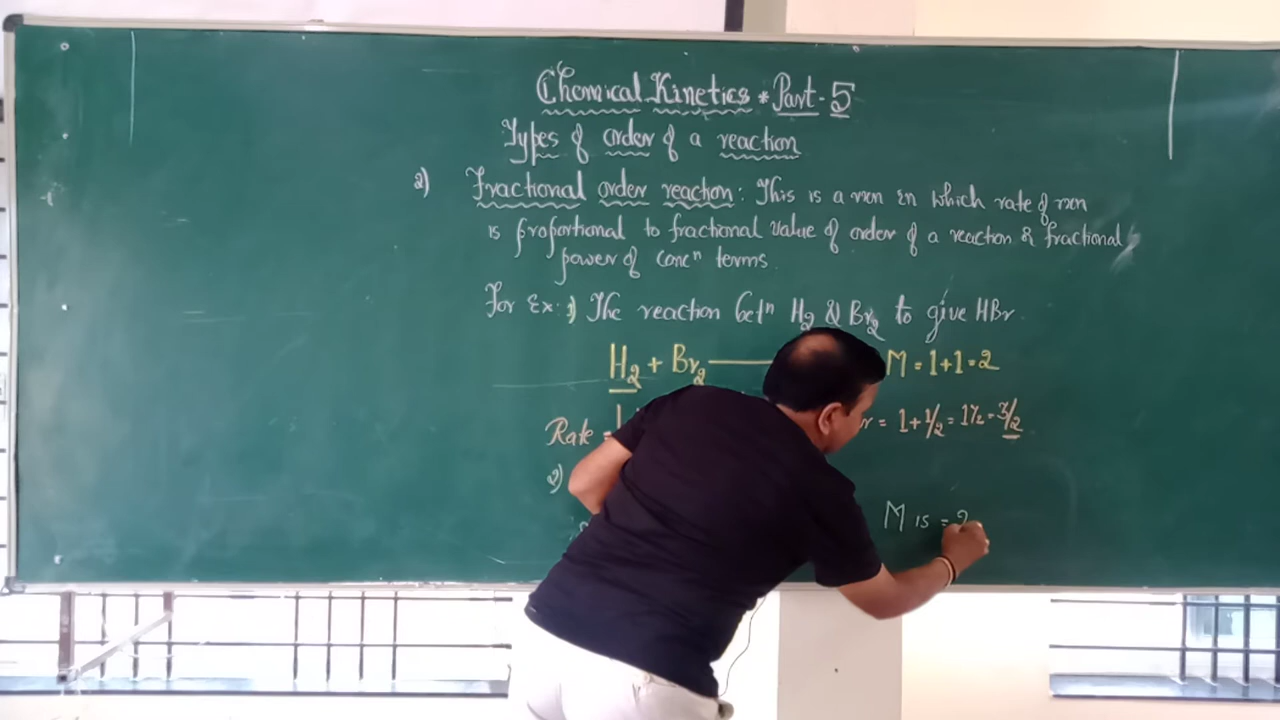 Chemical Kinetics * Part - 5
Types of order of a reaction
2) Fractional order reaction : This is a rxn in which rate of rxn
is proportional to fractional value of order of a reaction & fractional
power of concⁿ terms.
For Ex. 1) The reaction betⁿ H₂ & Br₂ to give HBr.
H₂ + Br₂ M = 1+1=2
Rate = = 1+1/2 = 1½ = 3/2
2)
M is = 2